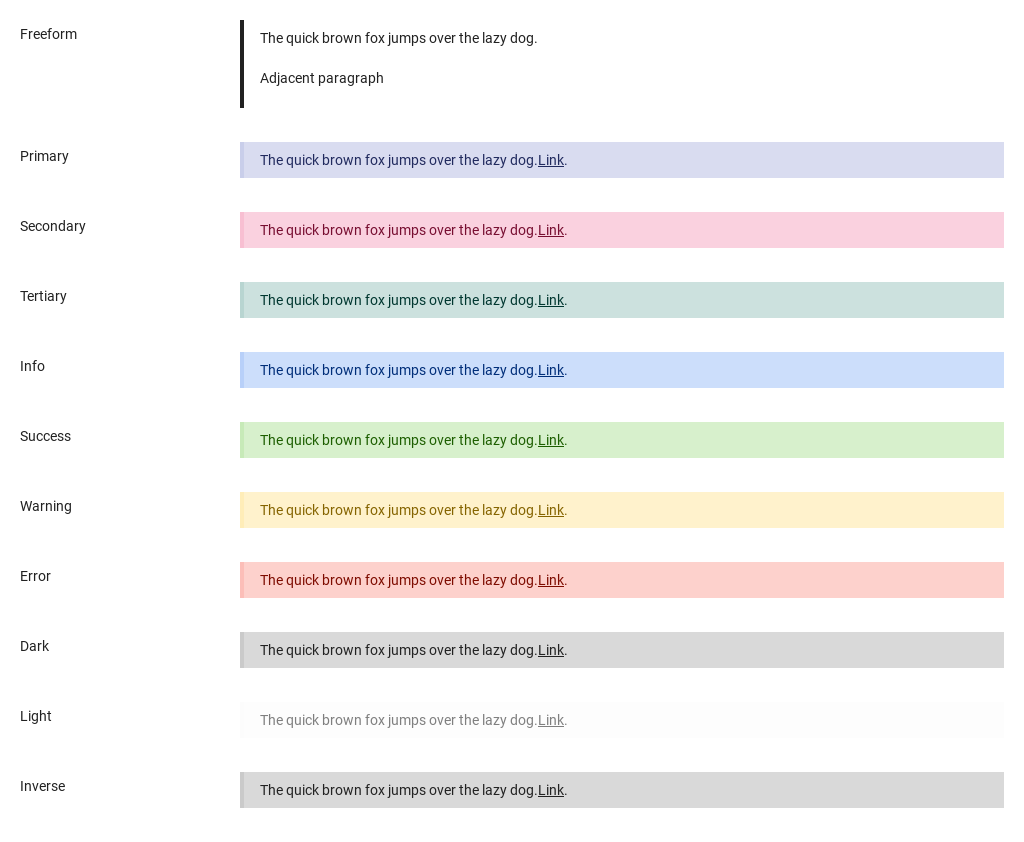 Freeform
The quick brown fox jumps over the lazy dog.
Adjacent paragraph
Primary
The quick brown fox jumps over the lazy dog.Link.
Secondary
The quick brown fox jumps over the lazy dog.Link.
Tertiary
The quick brown fox jumps over the lazy dog.Link.
Info
The quick brown fox jumps over the lazy dog.Link.
Success
The quick brown fox jumps over the lazy dog.Link.
Warning
The quick brown fox jumps over the lazy dog.Link.
Error
The quick brown fox jumps over the lazy dog.Link.
Dark
The quick brown fox jumps over the lazy dog.Link.
Light
The quick brown fox jumps over the lazy dog.Link.
Inverse
The quick brown fox jumps over the lazy dog.Link.